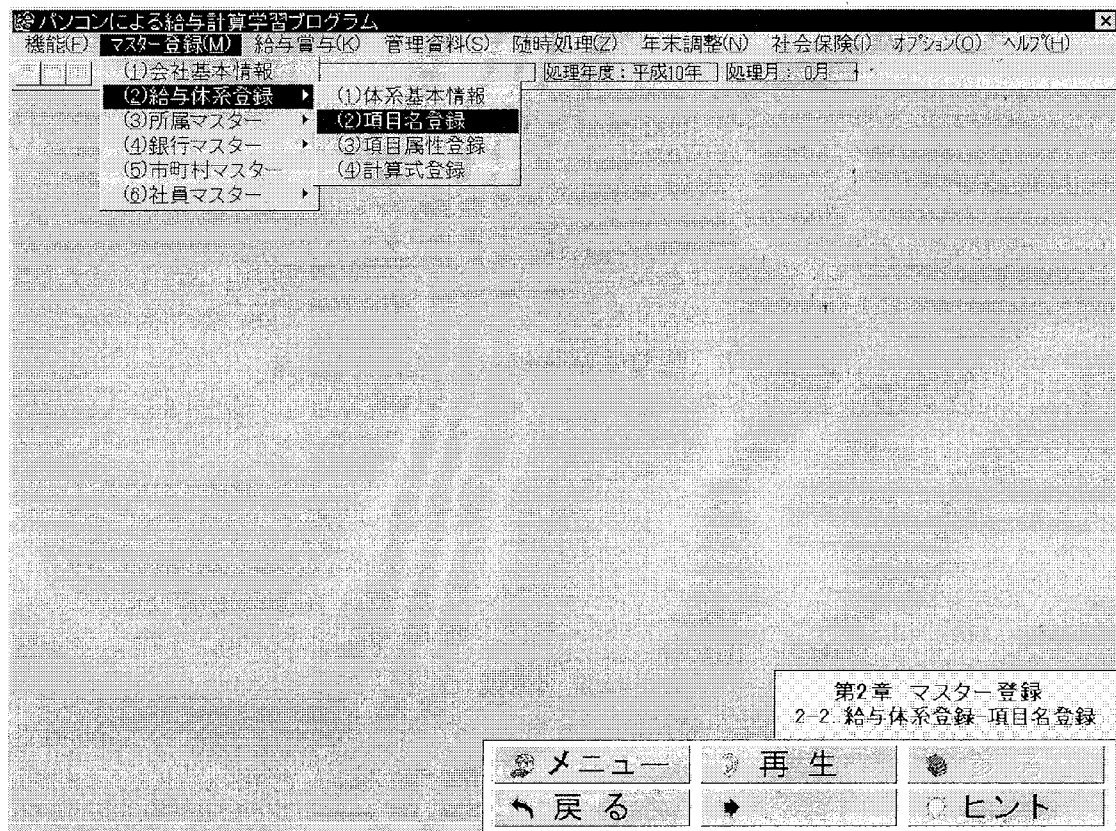 パソコンによる給与計算学習プログラム
機能(F) マスター登録(M) 給与賞与(K) 管理資料(S) 随時処理(Z) 年末調整(N) 社会保険(I) オプション(O) ヘルプ(H)
処理年度：平成10年 処理月： 0月
(1)会社基本情報
(2)給与体系登録 (1)体系基本情報
(3)所属マスター (2)項目名登録
(4)銀行マスター (3)項目属性登録
(5)市町村マスター (4)計算式登録
(6)社員マスター
第2章 マスター登録
2-2.給与体系登録-項目名登録
メニュー 再生
戻る ヒント